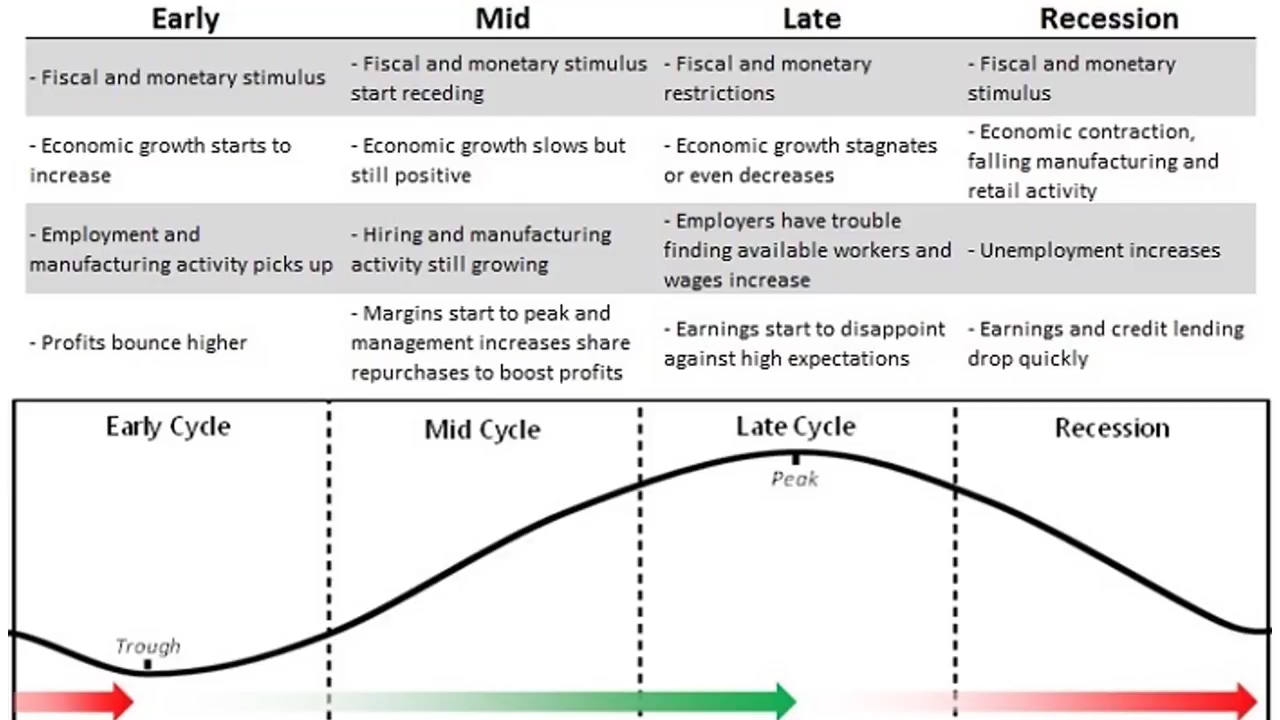 Early Mid Late Recession
- Fiscal and monetary stimulus
- Fiscal and monetary stimulus
start receding
- Fiscal and monetary
restrictions
- Fiscal and monetary
stimulus
- Economic growth starts to
increase
- Economic growth slows but
still positive
- Economic growth stagnates
or even decreases
- Economic contraction,
falling manufacturing and
retail activity
- Employment and
manufacturing activity picks up
- Hiring and manufacturing
activity still growing
- Employers have trouble
finding available workers and
wages increase
- Unemployment increases
- Profits bounce higher
- Margins start to peak and
management increases share
repurchases to boost profits
- Earnings start to disappoint
against high expectations
- Earnings and credit lending
drop quickly
Early Cycle
Mid Cycle
Late Cycle
Recession
Peak
Trough